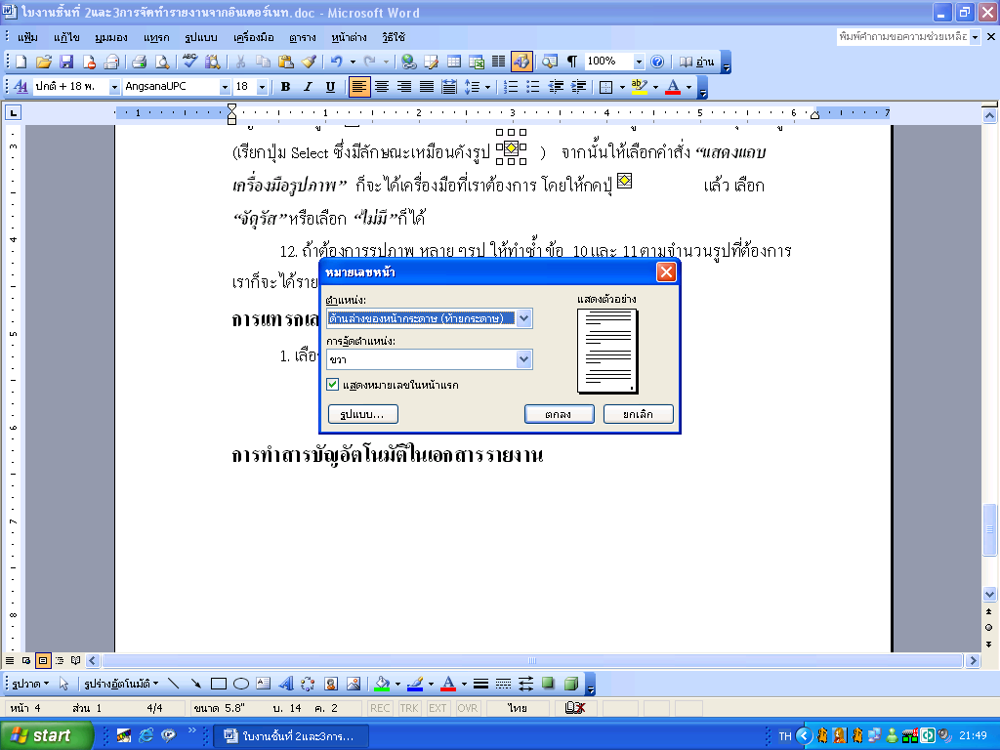 ใบงานชิ้นที่ 2และ3การจัดทำรายงานจากอินเตอร์เนท.doc - Microsoft Word
แฟ้ม แก้ไข มุมมอง แทรก รูปแบบ เครื่องมือ ตาราง หน้าต่าง วิธีใช้ พิมพ์คำถามขอความช่วยเหลือ
100% อ่าน
ปกติ + 18 พ. AngsanaUPC 18 B I U
1 1 2 3 4 5 6 7
(เรียกปุ่ม Select ซึ่งมีลักษณะเหมือนดังรูป ) จากนั้นให้เลือกคำสั่ง “แสดงแถบ
เครื่องมือรูปภาพ” ก็จะได้เครื่องมือที่เราต้องการ โดยให้กดปุ่ แล้ว เลือก
“จัตุรัส” หรือเลือก “ไม่มี” ก็ได้
12. ถ้าต้องการรูปภาพ หลาย ๆรูป ให้ทำซ้ำ ข้อ 10 และ 11 ตามจำนวนรูปที่ต้องการ
เราก็จะได้ราย
การแทรกเล
1. เลือ
หมายเลขหน้า
ตำแหน่ง:
ด้านล่างของหน้ากระดาษ (ท้ายกระดาษ)
การจัดตำแหน่ง:
ขวา
แสดงหมายเลขในหน้าแรก
แสดงตัวอย่าง
รูปแบบ... ตกลง ยกเลิก
การทำสารบัญอัตโนมัติในเอกสารรายงาน
รูปวาด รูปร่างอัตโนมัติ
หน้า 4 ส่วน 1 4/4 ขนาด 5.8" บ. 14 ค. 2 REC TRK EXT OVR ไทย
start ใบงานชิ้นที่ 2และ3การ... TH 21:49